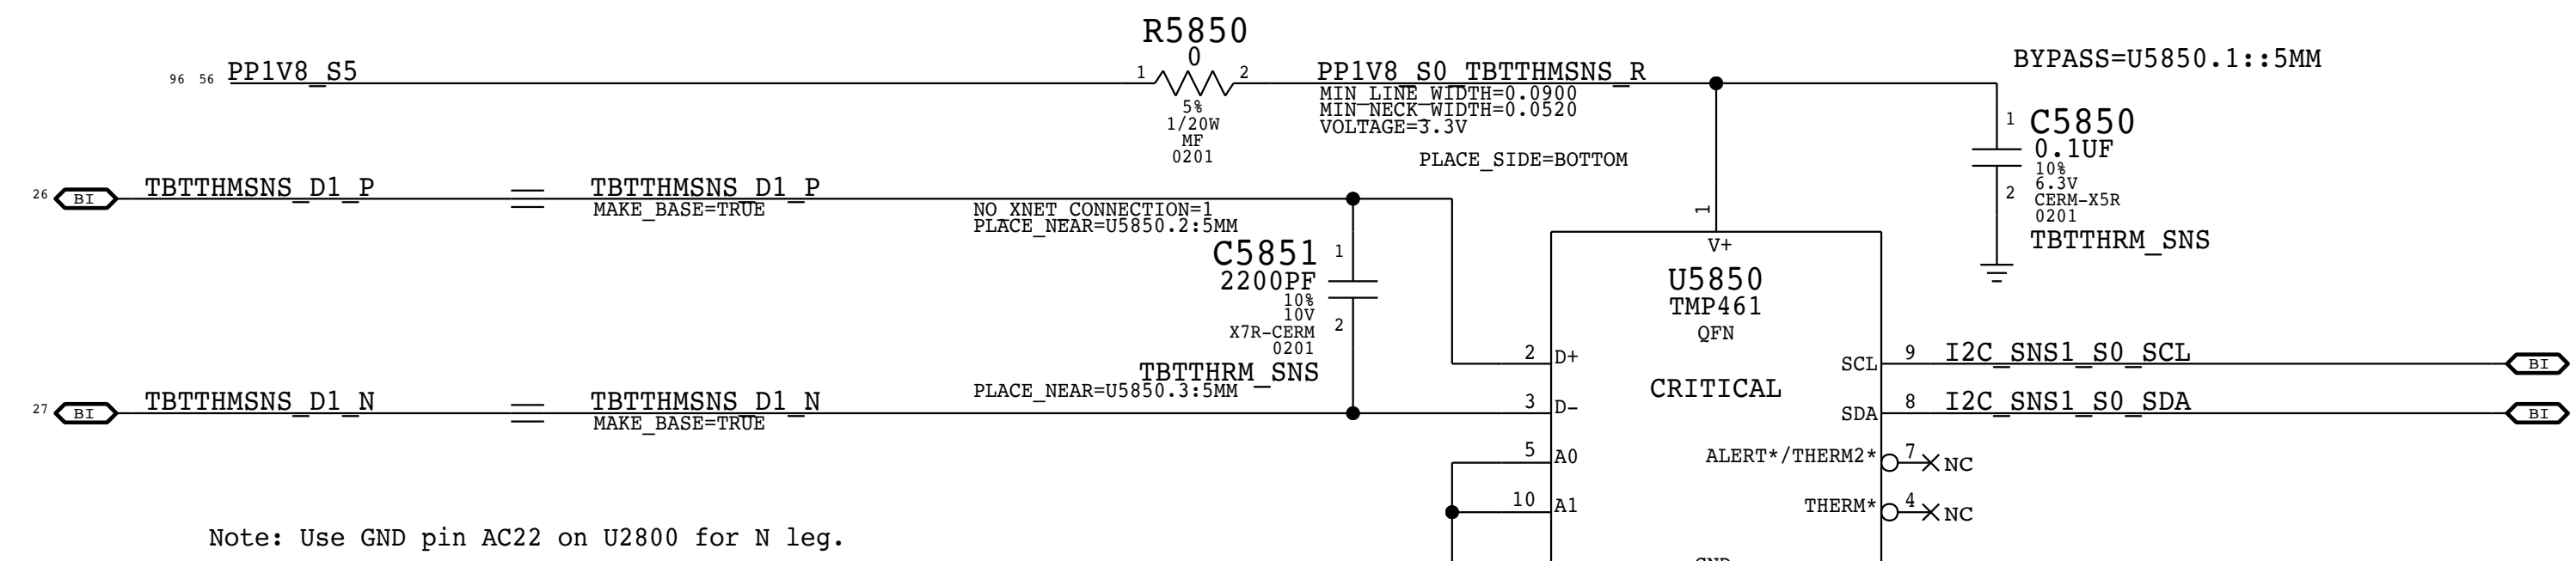 R5850
0
BYPASS=U5850.1::5MM
96 56 PP1V8_S5
1 2
PP1V8_S0_TBTTHMSNS_R
MIN_LINE_WIDTH=0.0900
MIN_NECK_WIDTH=0.0520
VOLTAGE=3.3V
5%
1/20W
MF
0201
PLACE_SIDE=BOTTOM
1
C5850
0.1UF
10%
6.3V
2
CERM-X5R
0201
TBTTHRM_SNS
26 BI TBTTHMSNS_D1_P
TBTTHMSNS_D1_P
MAKE_BASE=TRUE
NO_XNET_CONNECTION=1
PLACE_NEAR=U5850.2:5MM
C5851
1
2200PF
10%
10V
2
X7R-CERM
0201
TBTTHRM_SNS
PLACE_NEAR=U5850.3:5MM
27 BI TBTTHMSNS_D1_N
TBTTHMSNS_D1_N
MAKE_BASE=TRUE
1
V+
U5850
TMP461
QFN
CRITICAL
2 D+
3 D-
5 A0
10 A1
SCL 9 I2C_SNS1_S0_SCL BI
SDA 8 I2C_SNS1_S0_SDA BI
ALERT*/THERM2* 7 NC
THERM* 4 NC
Note: Use GND pin AC22 on U2800 for N leg.